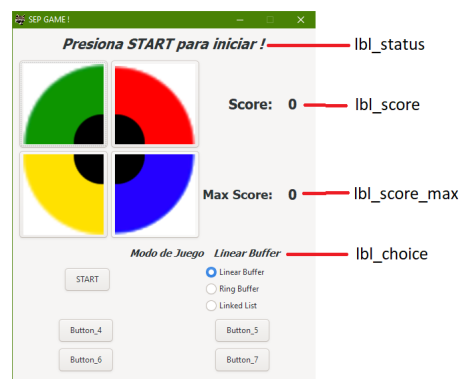 SEP GAME !
Presiona START para iniciar !
lbl_status
Score: 0
lbl_score
Max Score: 0
lbl_score_max
Modo de Juego Linear Buffer
lbl_choice
START
Linear Buffer
Ring Buffer
Linked List
Button_4
Button_5
Button_6
Button_7